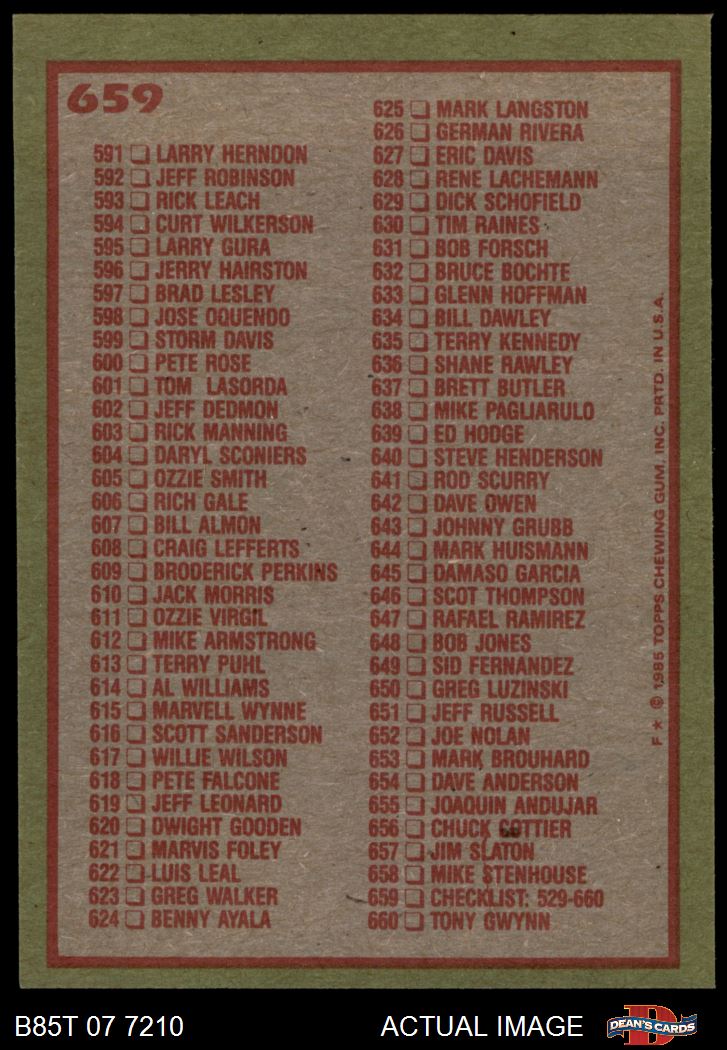 659
591 LARRY HERNDON
592 JEFF ROBINSON
593 RICK LEACH
594 CURT WILKERSON
595 LARRY GURA
596 JERRY HAIRSTON
597 BRAD LESLEY
598 JOSE OQUENDO
599 STORM DAVIS
600 PETE ROSE
601 TOM LASORDA
602 JEFF DEDMON
603 RICK MANNING
604 DARYL SCONIERS
605 OZZIE SMITH
606 RICH GALE
607 BILL ALMON
608 CRAIG LEFFERTS
609 BRODERICK PERKINS
610 JACK MORRIS
611 OZZIE VIRGIL
612 MIKE ARMSTRONG
613 TERRY PUHL
614 AL WILLIAMS
615 MARVELL WYNNE
616 SCOTT SANDERSON
617 WILLIE WILSON
618 PETE FALCONE
619 JEFF LEONARD
620 DWIGHT GOODEN
621 MARVIS FOLEY
622 LUIS LEAL
623 GREG WALKER
624 BENNY AYALA
625 MARK LANGSTON
626 GERMAN RIVERA
627 ERIC DAVIS
628 RENE LACHEMANN
629 DICK SCHOFIELD
630 TIM RAINES
631 BOB FORSCH
632 BRUCE BOCHTE
633 GLENN HOFFMAN
634 BILL DAWLEY
635 TERRY KENNEDY
636 SHANE RAWLEY
637 BRETT BUTLER
638 MIKE PAGLIARULO
639 ED HODGE
640 STEVE HENDERSON
641 ROD SCURRY
642 DAVE OWEN
643 JOHNNY GRUBB
644 MARK HUISMANN
645 DAMASO GARCIA
646 SCOT THOMPSON
647 RAFAEL RAMIREZ
648 BOB JONES
649 SID FERNANDEZ
650 GREG LUZINSKI
651 JEFF RUSSELL
652 JOE NOLAN
653 MARK BROUHARD
654 DAVE ANDERSON
655 JOAQUIN ANDUJAR
656 CHUCK COTTIER
657 JIM SLATON
658 MIKE STENHOUSE
659 CHECKLIST: 529-660
660 TONY GWYNN
F * © 1985 TOPPS CHEWING GUM, INC. PRTD. IN U.S.A.
B85T 07 7210
ACTUAL IMAGE
D
DEAN'S CARDS